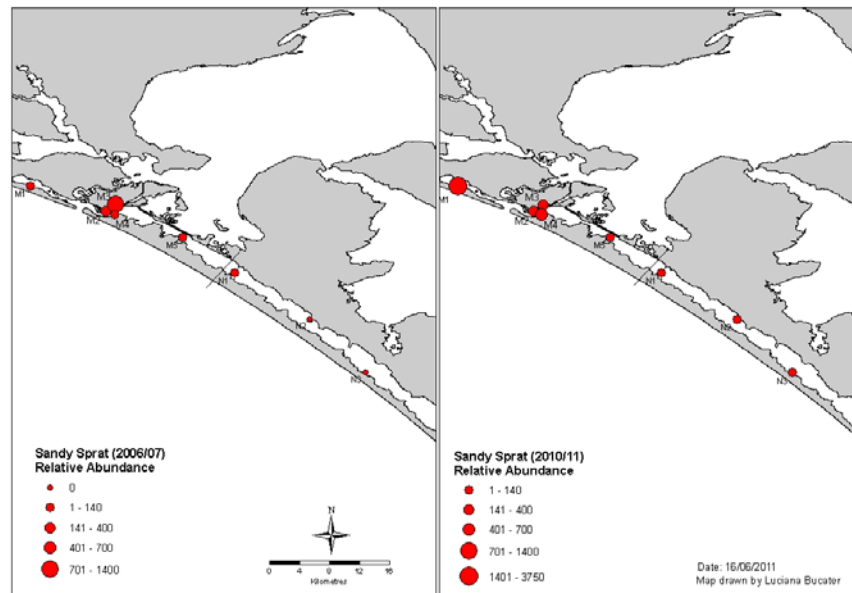 M1
M3
M2
M4
M5
N1
N2
N3
Sandy Sprat (2006/07)
Relative Abundance
0
1 - 140
141 - 400
401 - 700
701 - 1400
N
0 4 8 16
Kilometres
M1
M3
M2
M4
M5
N1
N2
N3
Sandy Sprat (2010/11)
Relative Abundance
1 - 140
141 - 400
401 - 700
701 - 1400
1401 - 3750
Date: 16/06/2011
Map drawn by Luciana Bucater